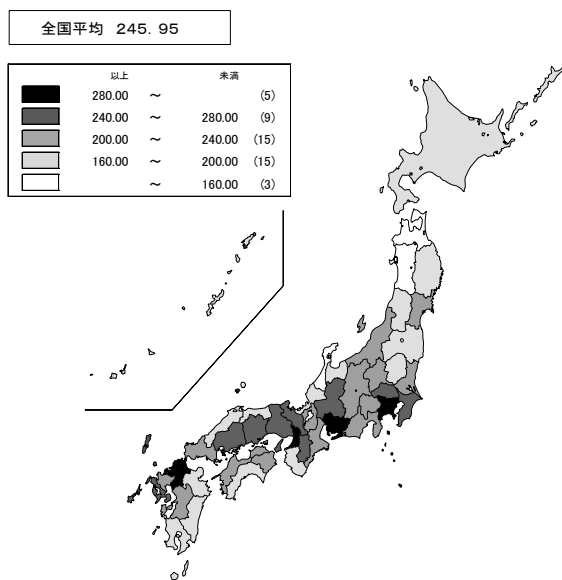 全国平均　245. 95
以上　未満
280.00　～　(5)
240.00　～　280.00　(9)
200.00　～　240.00　(15)
160.00　～　200.00　(15)
～　160.00　(3)